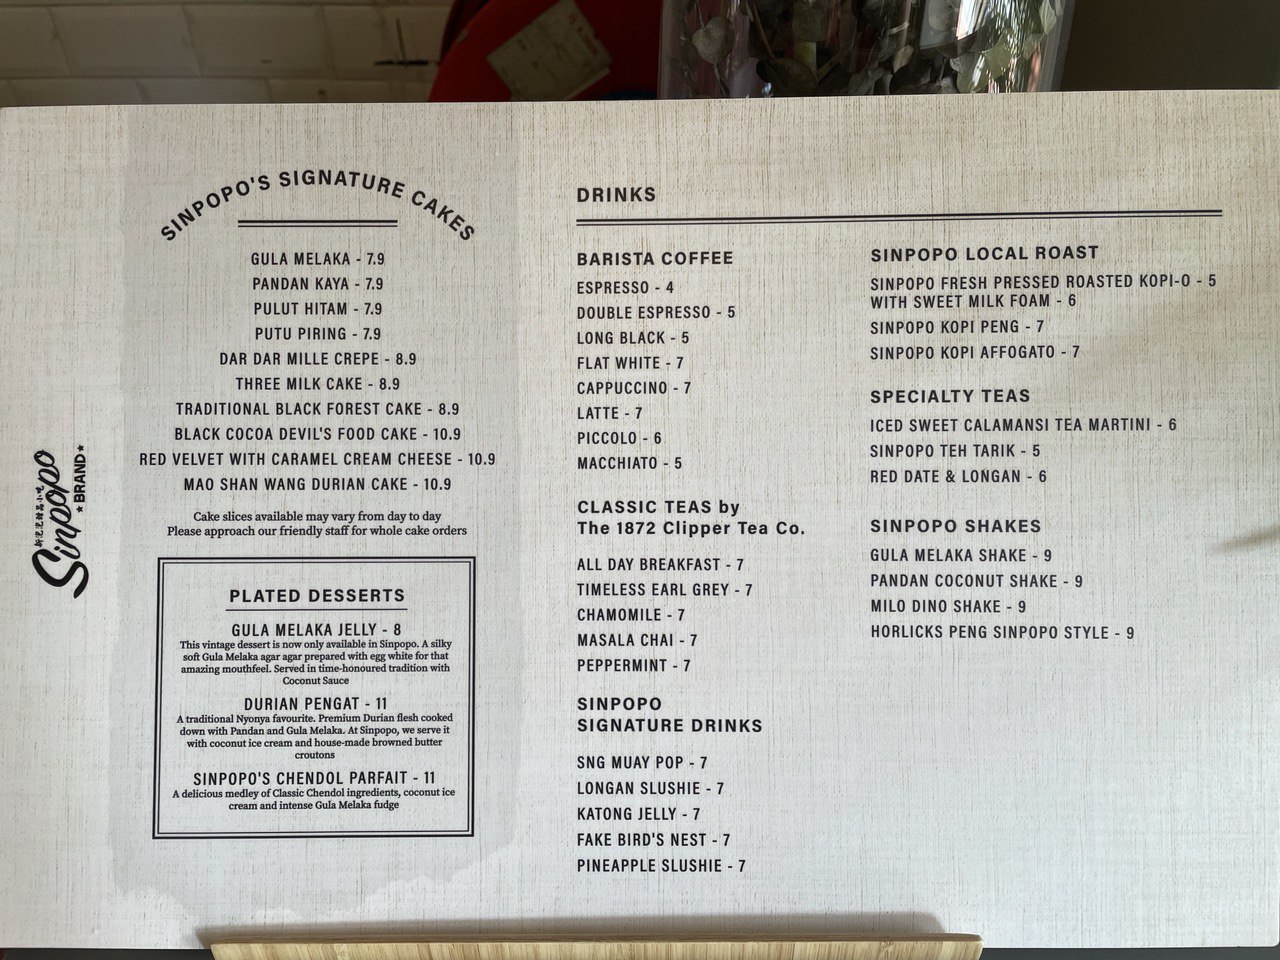 SINPOPO'S SIGNATURE CAKES
GULA MELAKA - 7.9
PANDAN KAYA - 7.9
PULUT HITAM - 7.9
PUTU PIRING - 7.9
DAR DAR MILLE CREPE - 8.9
THREE MILK CAKE - 8.9
TRADITIONAL BLACK FOREST CAKE - 8.9
BLACK COCOA DEVIL'S FOOD CAKE - 10.9
RED VELVET WITH CARAMEL CREAM CHEESE - 10.9
MAO SHAN WANG DURIAN CAKE - 10.9
Cake slices available may vary from day to day
Please approach our friendly staff for whole cake orders
PLATED DESSERTS
GULA MELAKA JELLY - 8
This vintage dessert is now only available in Sinpopo. A silky
soft Gula Melaka agar agar prepared with egg white for that
amazing mouthfeel. Served in time-honoured tradition with
Coconut Sauce
DURIAN PENGAT - 11
A traditional Nyonya favourite. Premium Durian flesh cooked
down with Pandan and Gula Melaka. At Sinpopo, we serve it
with coconut ice cream and house-made browned butter
croutons
SINPOPO'S CHENDOL PARFAIT - 11
A delicious medley of Classic Chendol ingredients, coconut ice
cream and intense Gula Melaka fudge
Sinpopo
★BRAND★
DRINKS
BARISTA COFFEE
ESPRESSO - 4
DOUBLE ESPRESSO - 5
LONG BLACK - 5
FLAT WHITE - 7
CAPPUCCINO - 7
LATTE - 7
PICCOLO - 6
MACCHIATO - 5
CLASSIC TEAS by
The 1872 Clipper Tea Co.
ALL DAY BREAKFAST - 7
TIMELESS EARL GREY - 7
CHAMOMILE - 7
MASALA CHAI - 7
PEPPERMINT - 7
SINPOPO
SIGNATURE DRINKS
SNG MUAY POP - 7
LONGAN SLUSHIE - 7
KATONG JELLY - 7
FAKE BIRD'S NEST - 7
PINEAPPLE SLUSHIE - 7
SINPOPO LOCAL ROAST
SINPOPO FRESH PRESSED ROASTED KOPI-O - 5
WITH SWEET MILK FOAM - 6
SINPOPO KOPI PENG - 7
SINPOPO KOPI AFFOGATO - 7
SPECIALTY TEAS
ICED SWEET CALAMANSI TEA MARTINI - 6
SINPOPO TEH TARIK - 5
RED DATE & LONGAN - 6
SINPOPO SHAKES
GULA MELAKA SHAKE - 9
PANDAN COCONUT SHAKE - 9
MILO DINO SHAKE - 9
HORLICKS PENG SINPOPO STYLE - 9